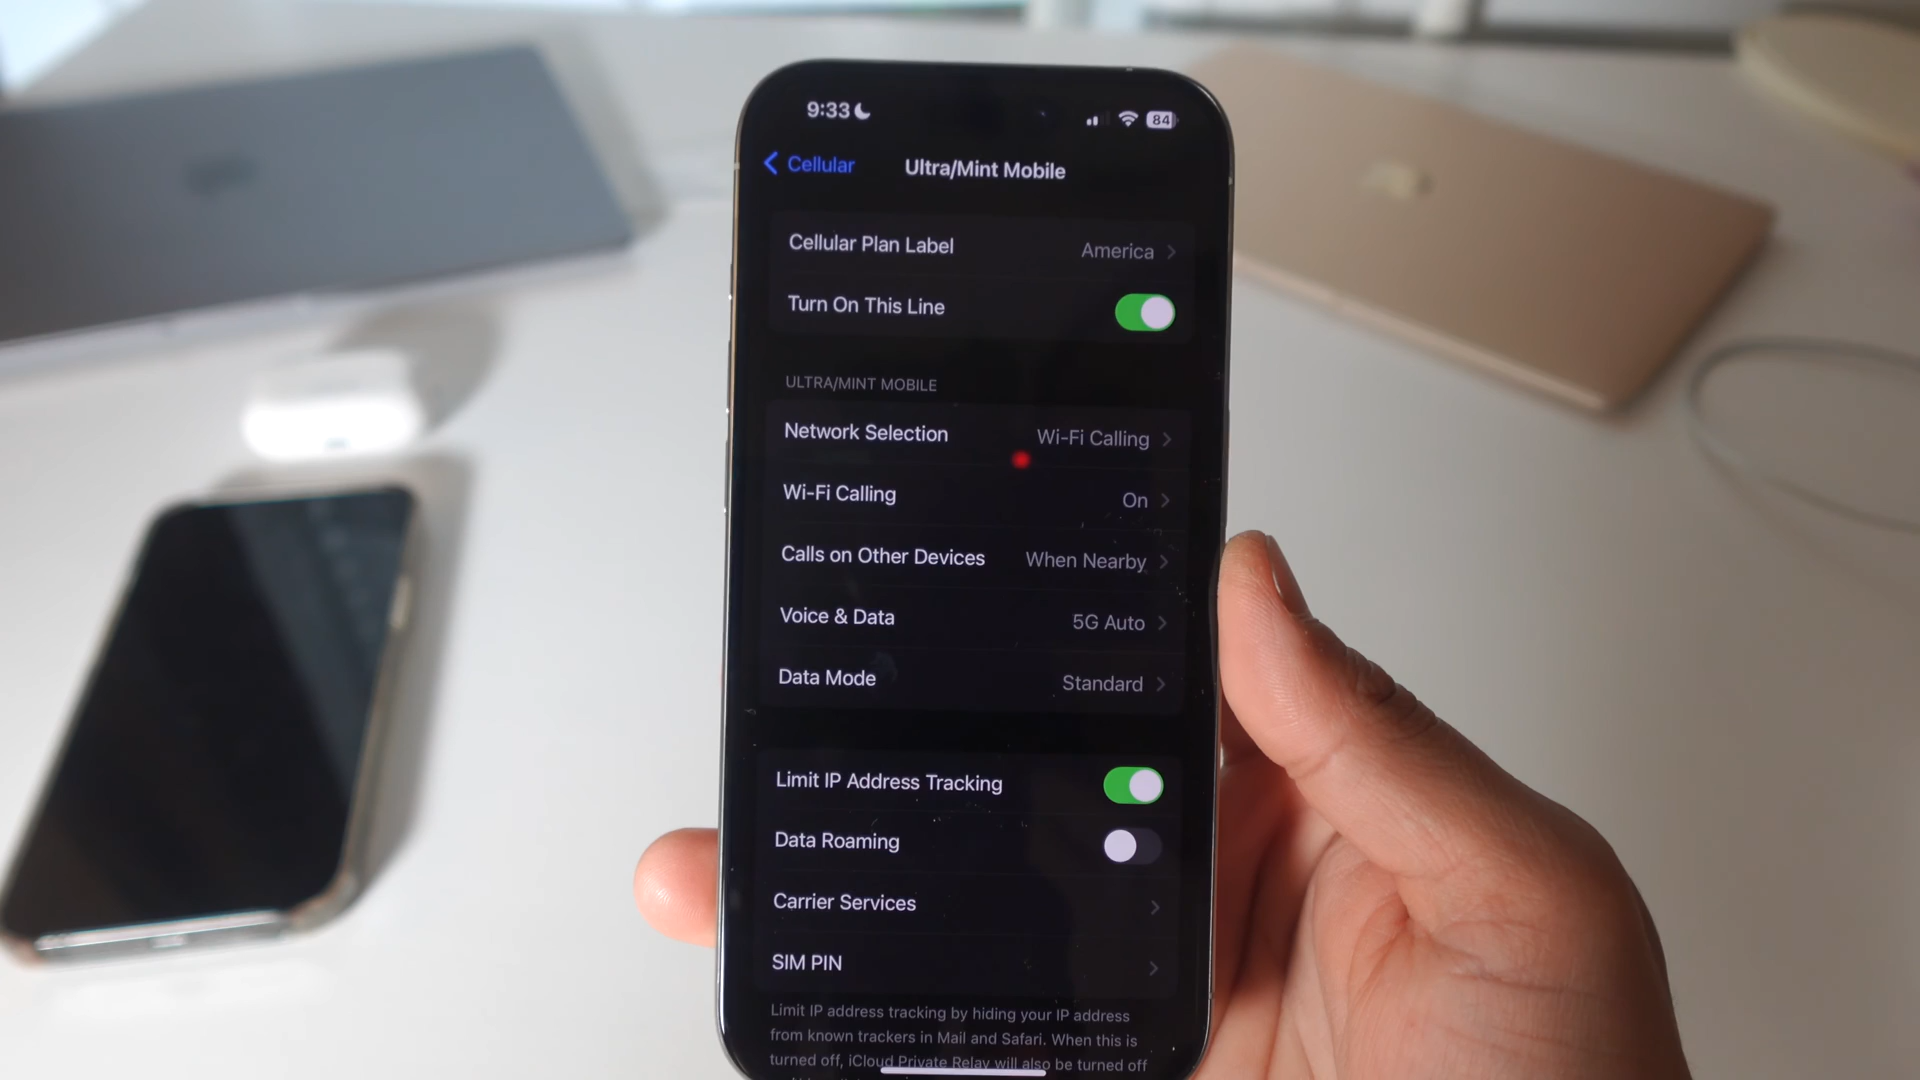 9:33
84
Cellular
Ultra/Mint Mobile
Cellular Plan Label America
Turn On This Line
ULTRA/MINT MOBILE
Network Selection Wi-Fi Calling
Wi-Fi Calling On
Calls on Other Devices When Nearby
Voice & Data 5G Auto
Data Mode Standard
Limit IP Address Tracking
Data Roaming
Carrier Services
SIM PIN
Limit IP address tracking by hiding your IP address
from known trackers in Mail and Safari. When this is
turned off, iCloud Private Relay will also be turned off